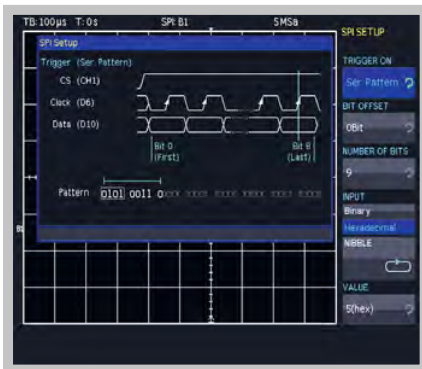 TB:100µs T:0s SPI: B1 5MSa
SPI SETUP
SPI Setup
Trigger (Ser. Pattern)
CS (CH1)
Clock (D6)
Data (D10)
Bit 0
(First)
Bit 8
(Last)
Pattern 0101 0011 0xxx xxxx xxxx xxxx xxxx xxxx
B1
TRIGGER ON
Ser. Pattern
BIT OFFSET
0Bit
NUMBER OF BITS
9
INPUT
Binary
Hexadecimal
NIBBLE
VALUE
5(hex)